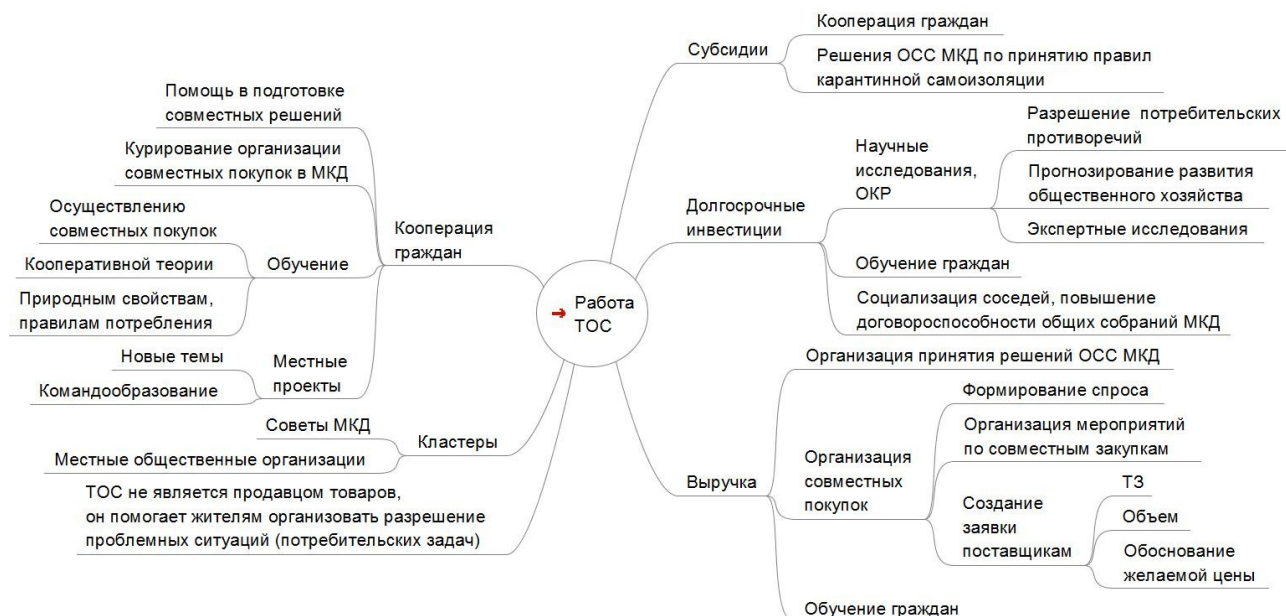 Работа
ТОС
Субсидии
Кооперация граждан
Решения ОСС МКД по принятию правил
карантинной самоизоляции
Долгосрочные
инвестиции
Научные
исследования,
ОКР
Разрешение потребительских
противоречий
Прогнозирование развития
общественного хозяйства
Экспертные исследования
Обучение граждан
Социализация соседей, повышение
договороспособности общих собраний МКД
Выручка
Организация принятия решений ОСС МКД
Организация
совместных
покупок
Формирование спроса
Организация мероприятий
по совместным закупкам
Создание
заявки
поставщикам
ТЗ
Объем
Обоснование
желаемой цены
Обучение граждан
Кооперация
граждан
Помощь в подготовке
совместных решений
Курирование организации
совместных покупок в МКД
Обучение
Осуществлению
совместных покупок
Кооперативной теории
Природным свойствам,
правилам потребления
Местные
проекты
Новые темы
Командообразование
Кластеры
Советы МКД
Местные общественные организации
ТОС не является продавцом товаров,
он помогает жителям организовать разрешение
проблемных ситуаций (потребительских задач)